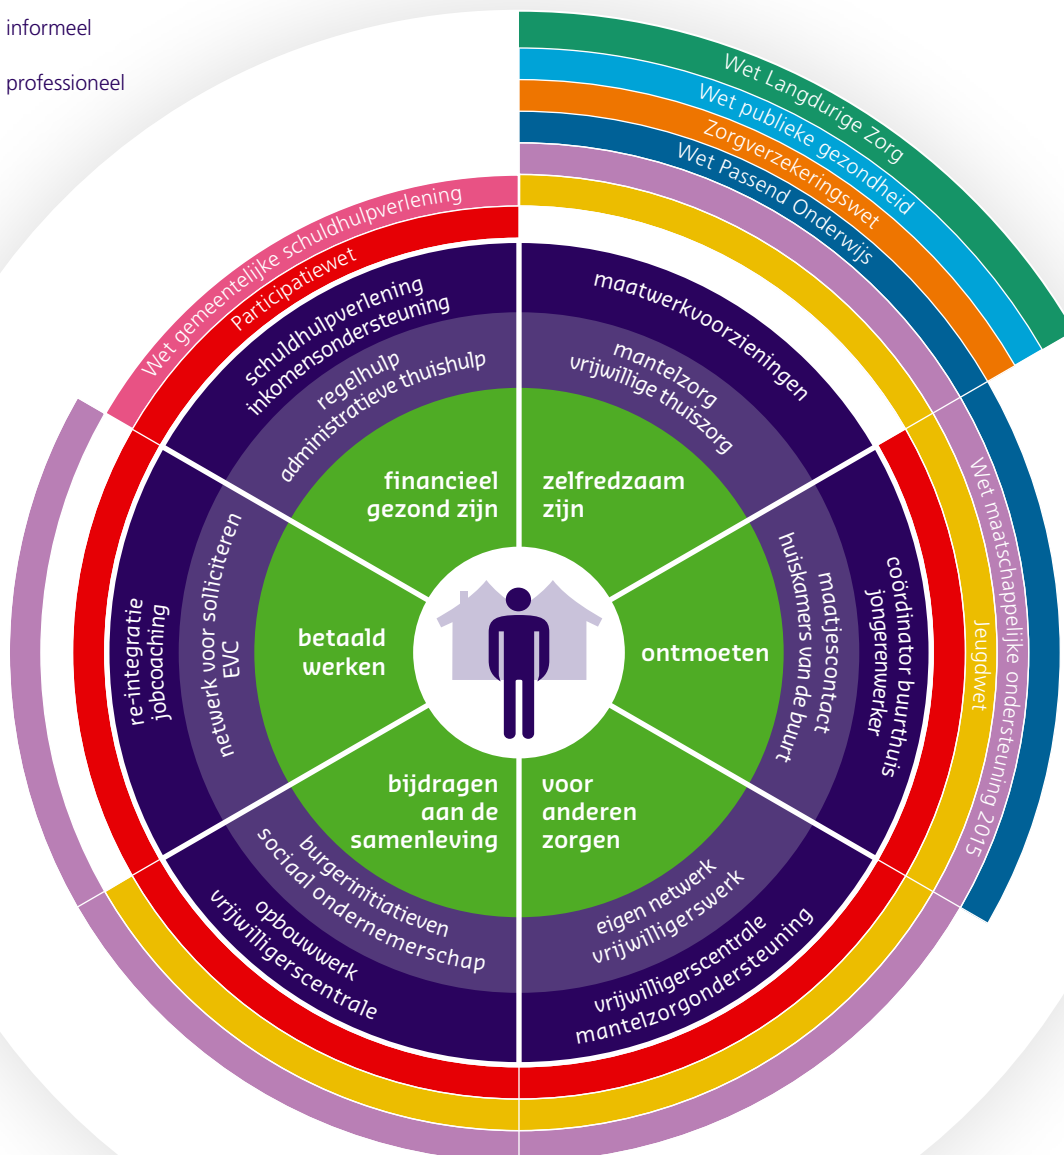 informeel
professioneel
Wet Langdurige Zorg
Wet publieke gezondheid
Zorgverzekeringswet
Wet Passend Onderwijs
Wet gemeentelijke schuldhulpverlening
Participatiewet
schuldhulpverlening
inkomensondersteuning
regelhulp
administratieve thuishulp
financieel
gezond zijn
maatwerkvoorzieningen
mantelzorg
vrijwillige thuiszorg
zelfredzaam
zijn
Wet maatschappelijke ondersteuning 2015
Jeugdwet
coördinator buurthuis
jongerenwerker
maatjescontact
huiskamers van de buurt
ontmoeten
voor
anderen
zorgen
eigen netwerk
vrijwilligerswerk
vrijwilligerscentrale
mantelzorgondersteuning
bijdragen
aan de
samenleving
burgerinitiatieven
sociaal ondernemerschap
opbouwwerk
vrijwilligerscentrale
betaald
werken
netwerk voor solliciteren
EVC
re-integratie
jobcoaching